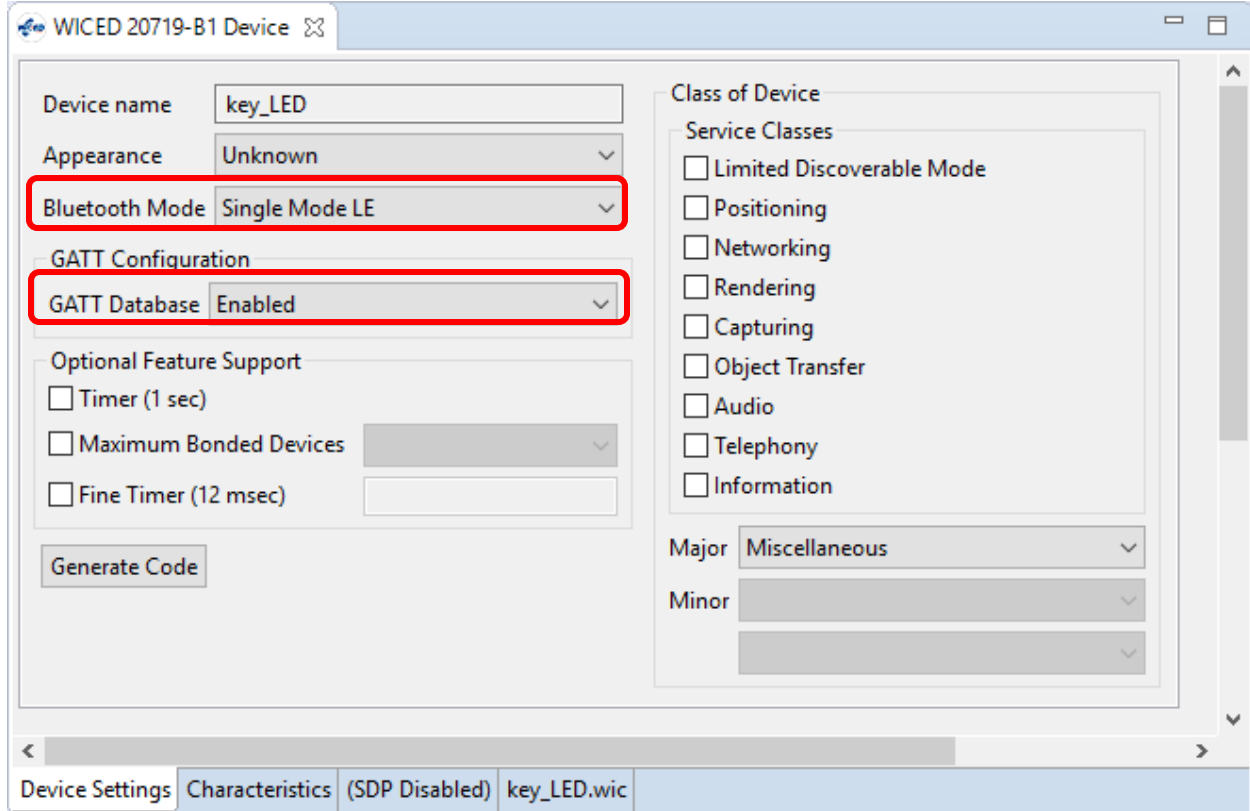 WICED 20719-B1 Device
Device name key_LED
Appearance Unknown
Bluetooth Mode Single Mode LE
GATT Configuration
GATT Database Enabled
Optional Feature Support
Timer (1 sec)
Maximum Bonded Devices
Fine Timer (12 msec)
Generate Code
Class of Device
Service Classes
Limited Discoverable Mode
Positioning
Networking
Rendering
Capturing
Object Transfer
Audio
Telephony
Information
Major Miscellaneous
Minor
Device Settings Characteristics (SDP Disabled) key_LED.wic